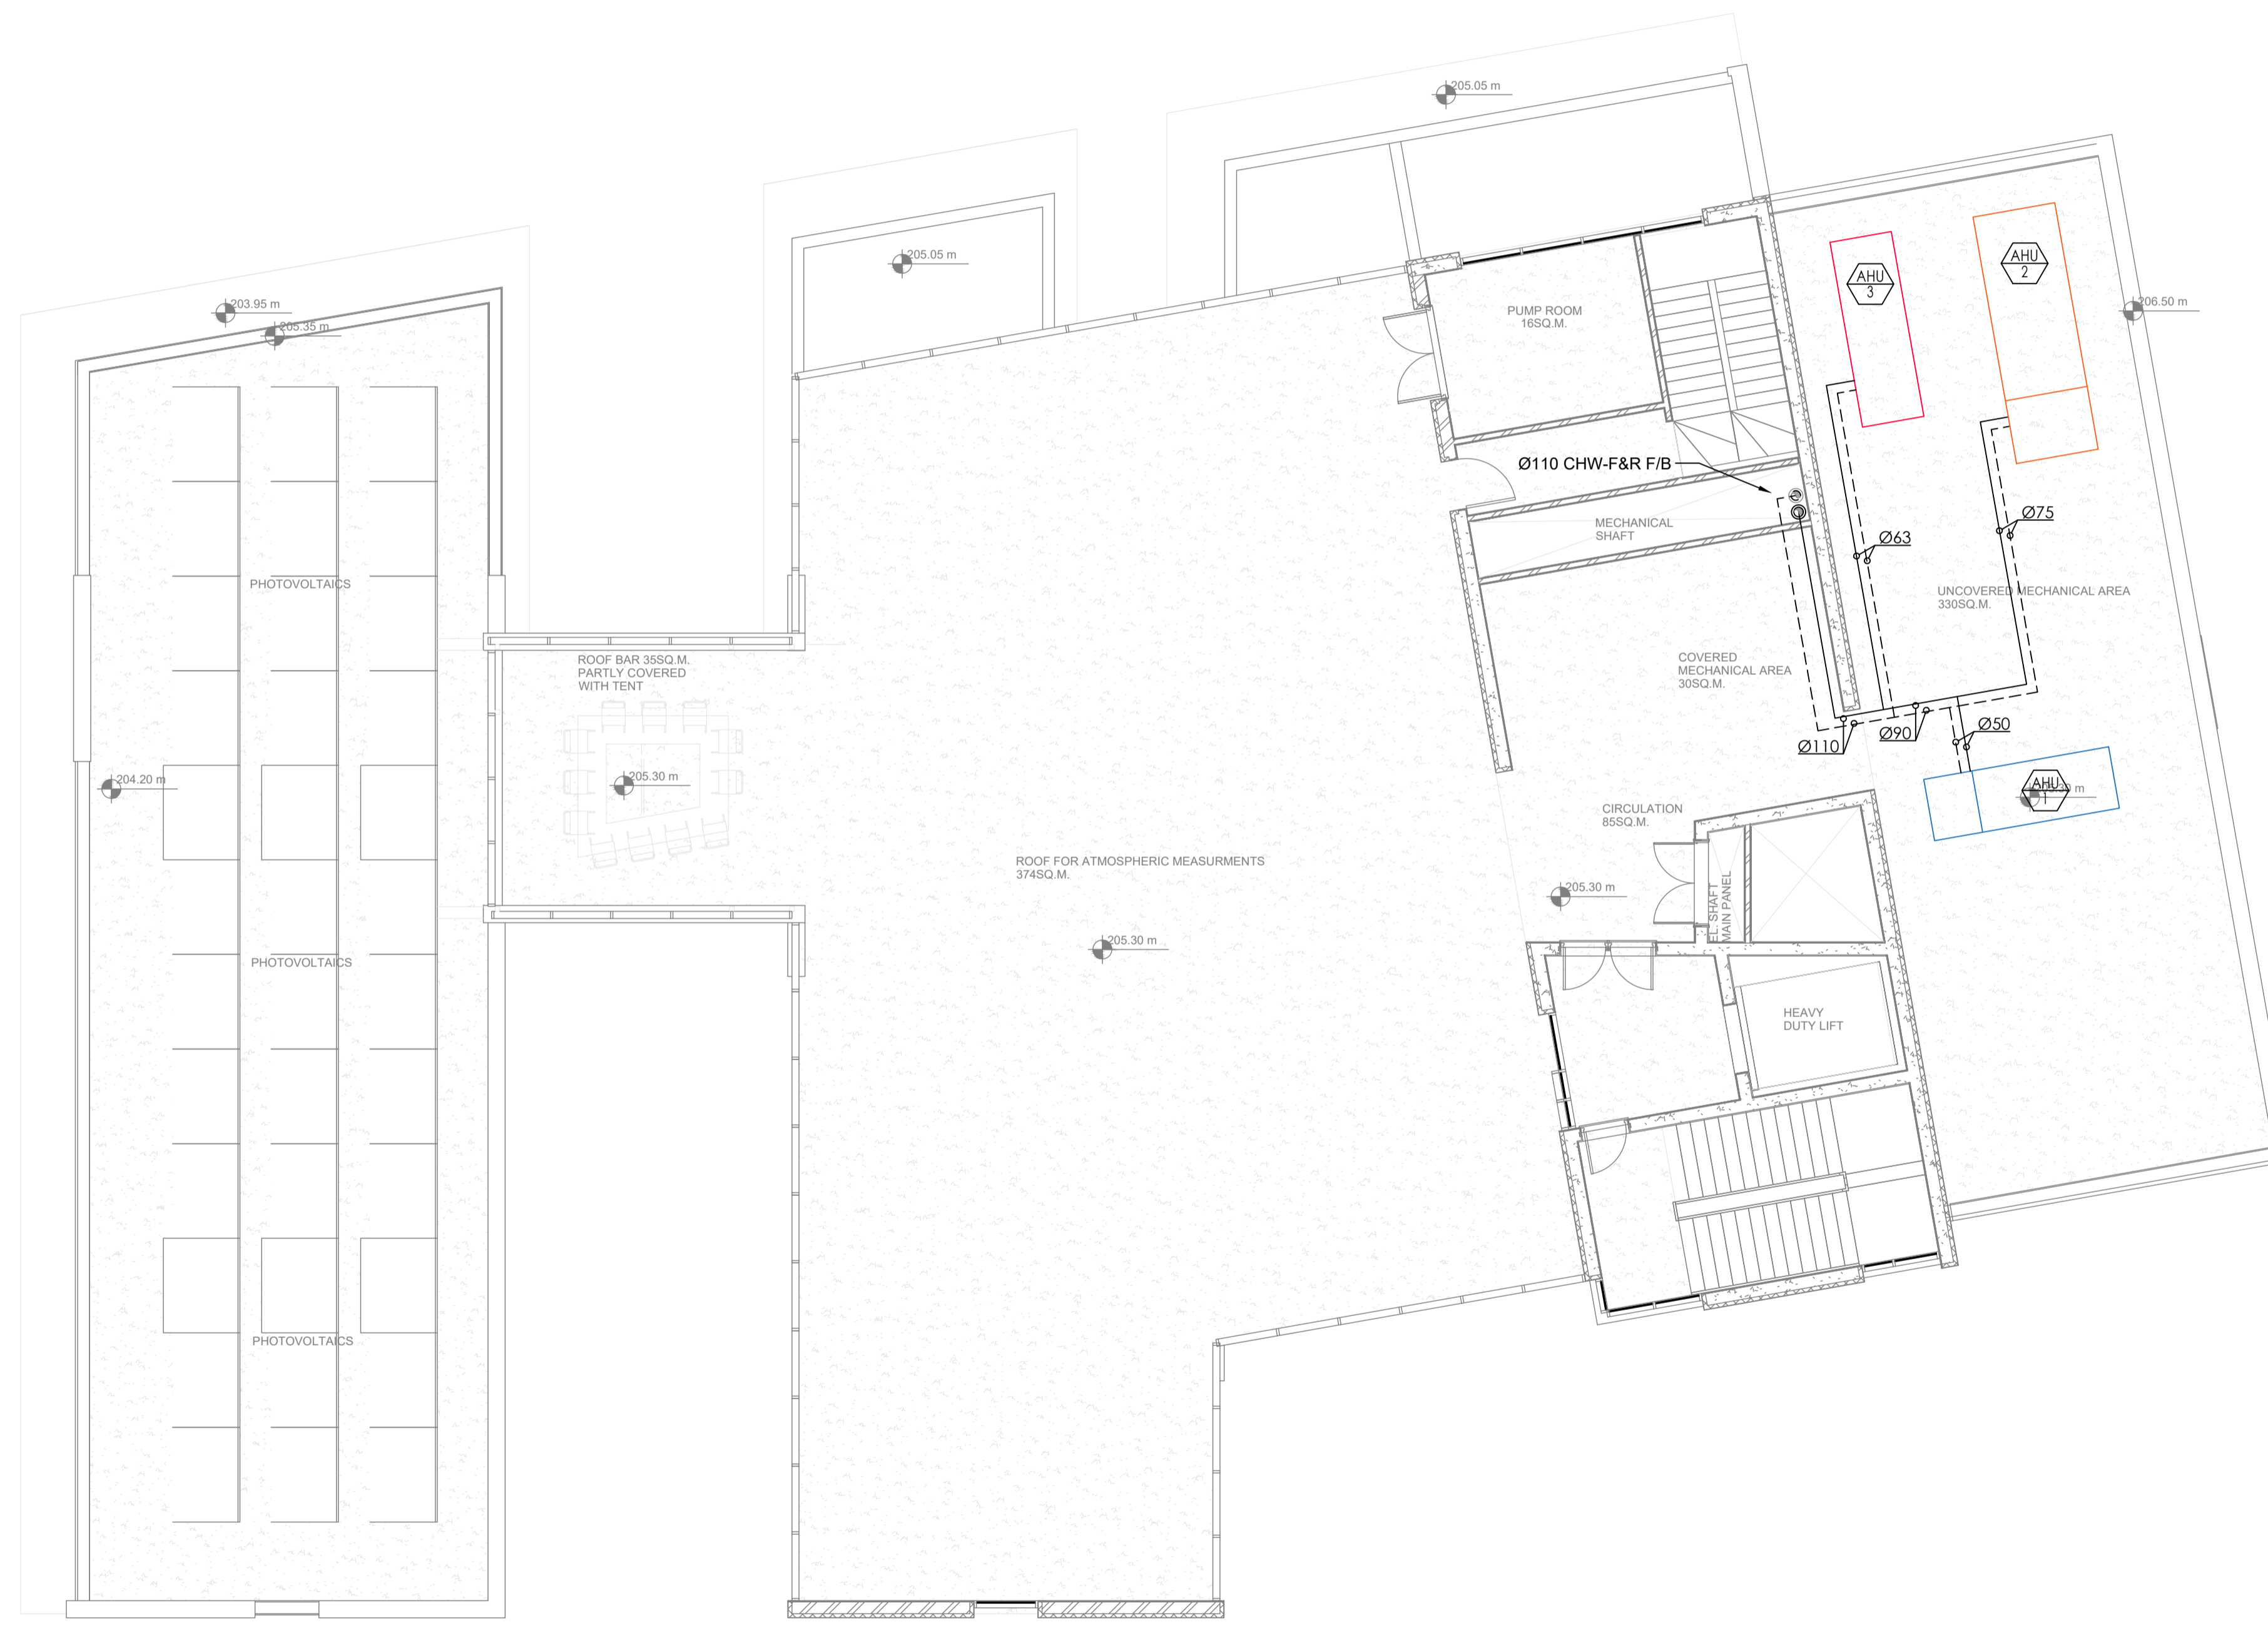 205.05 m
205.05 m
203.95 m
205.35 m
PUMP ROOM
16SQ.M.
AHU
3
AHU
2
206.50 m
Ø110 CHW-F&R F/B
MECHANICAL
SHAFT
Ø63
Ø75
PHOTOVOLTAICS
UNCOVERED MECHANICAL AREA
330SQ.M.
ROOF BAR 35SQ.M.
PARTLY COVERED
WITH TENT
COVERED
MECHANICAL AREA
30SQ.M.
Ø110
Ø90
Ø50
204.20 m
205.30 m
AHU
1
CIRCULATION
85SQ.M.
ROOF FOR ATMOSPHERIC MEASURMENTS
374SQ.M.
205.30 m
EL. SHAFT
MAIN PANEL
205.30 m
PHOTOVOLTAICS
HEAVY
DUTY LIFT
PHOTOVOLTAICS